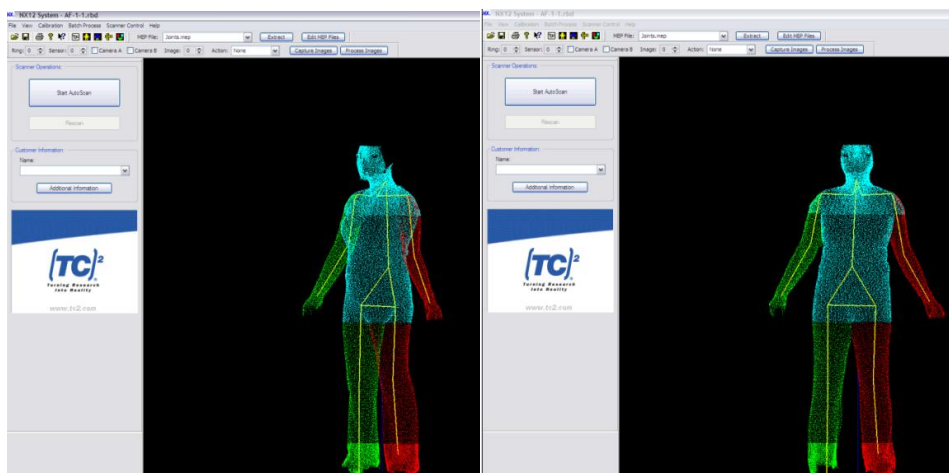 NX12 System - AF-1-1.rbd
File View Calibration Batch Process Scanner Control Help
MEP File: Joints.mep Extract Edit MEP Files
Ring: 0 Sensor: 0 Camera A Camera B Image: 0 Action: None Capture Images Process Images
Scanner Operations
Start AutoScan
Rescan
Customer Information
Name:
Additional Information
[TC]²
Turning Research
Into Reality
www.tc2.com
NX12 System - AF-1-1.rbd
File View Calibration Batch Process Scanner Control Help
MEP File: Joints.mep Extract Edit MEP Files
Ring: 0 Sensor: 0 Camera A Camera B Image: 0 Action: None Capture Images Process Images
Scanner Operations
Start AutoScan
Rescan
Customer Information
Name:
Additional Information
[TC]²
Turning Research
Into Reality
www.tc2.com